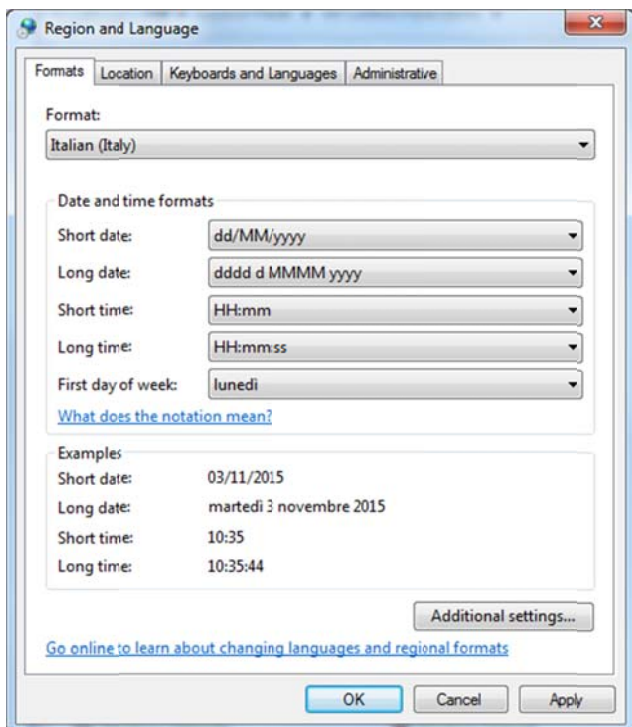 Region and Language
Formats Location Keyboards and Languages Administrative
Format:
Italian (Italy)
Date and time formats
Short date: dd/MM/yyyy
Long date: dddd d MMMM yyyy
Short time: HH:mm
Long time: HH:mm:ss
First day of week: lunedì
What does the notation mean?
Examples
Short date: 03/11/2015
Long date: martedì 3 novembre 2015
Short time: 10:35
Long time: 10:35:44
Additional settings...
Go online to learn about changing languages and regional formats
OK Cancel Apply